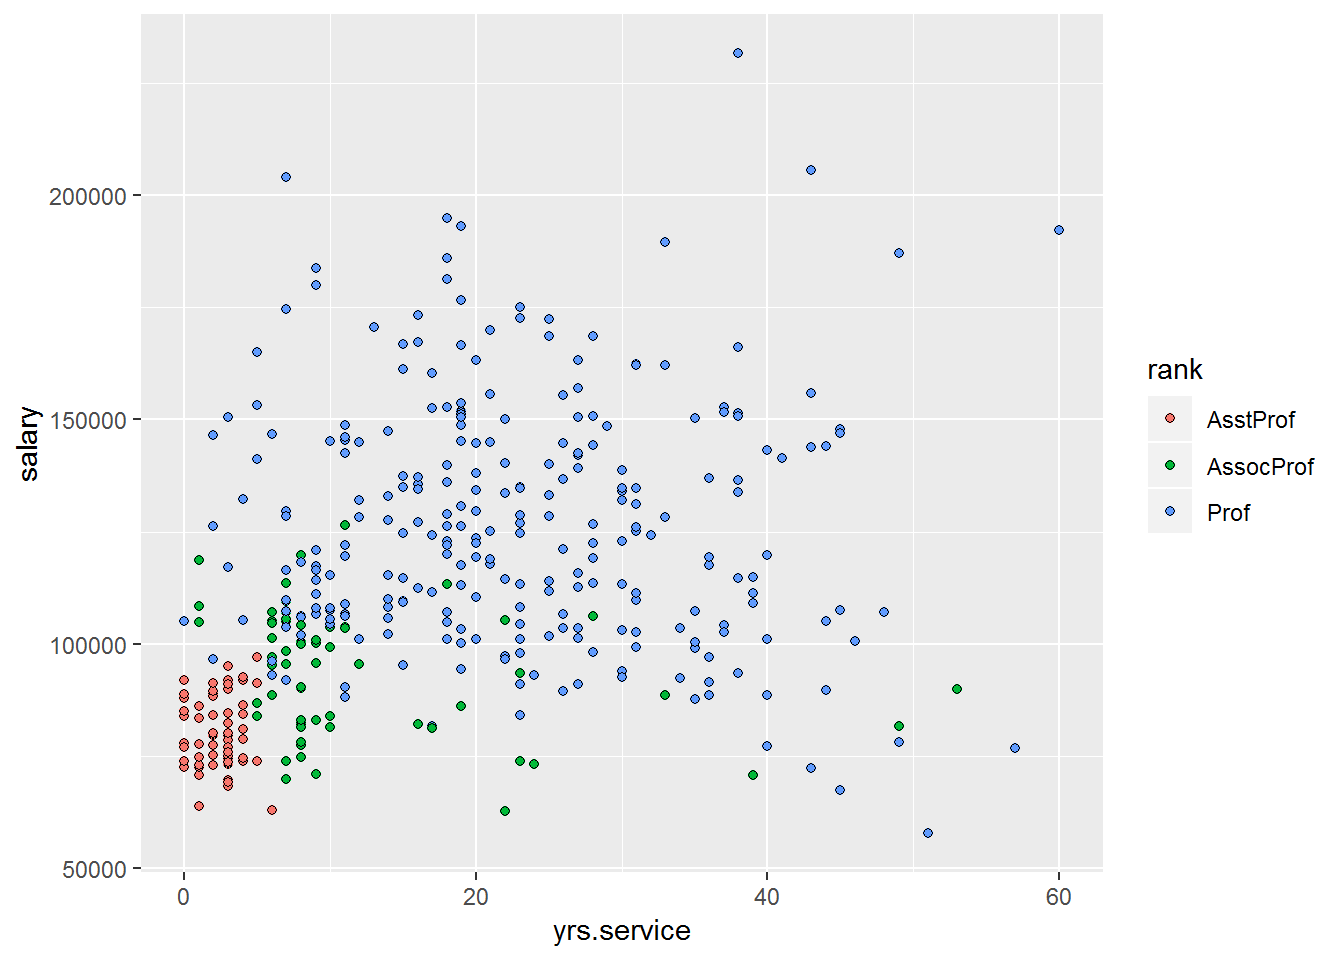 200000
150000
100000
50000
salary
0 20 40 60
yrs.service
rank
AsstProf
AssocProf
Prof